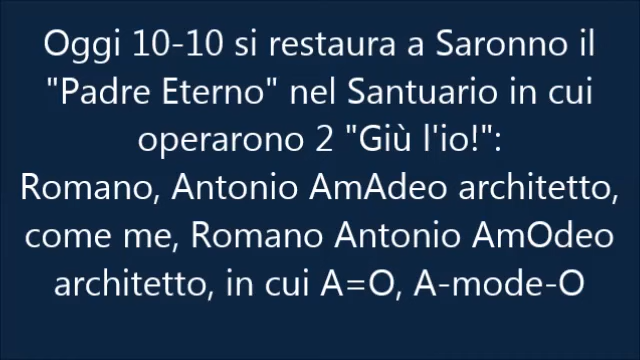 Oggi 10-10 si restaura a Saronno il
"Padre Eterno" nel Santuario in cui
operarono 2 "Giù l'io!":
Romano, Antonio AmAdeo architetto,
come me, Romano Antonio AmOdeo
architetto, in cui A=O, A-mode-O